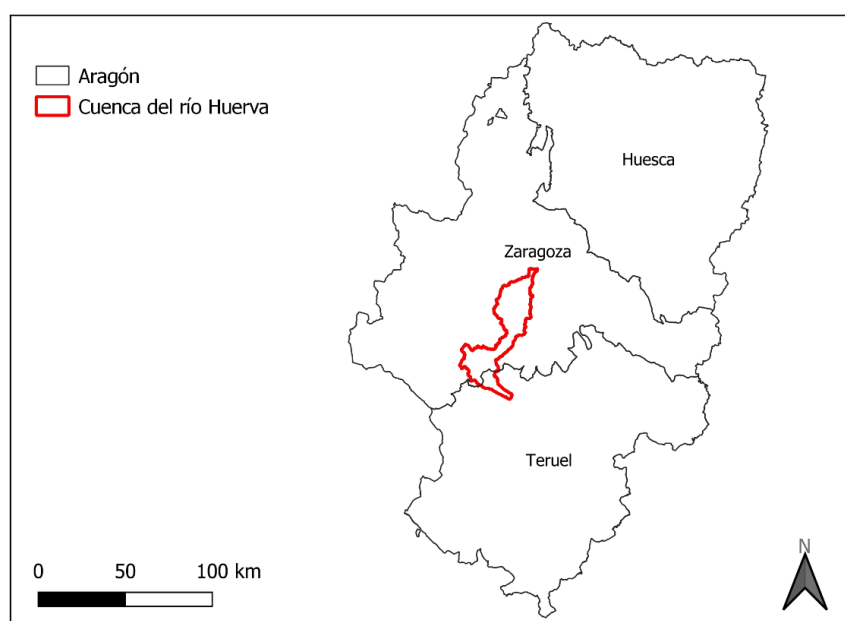 Aragón
Cuenca del río Huerva
Huesca
Zaragoza
Teruel
0 50 100 km
N